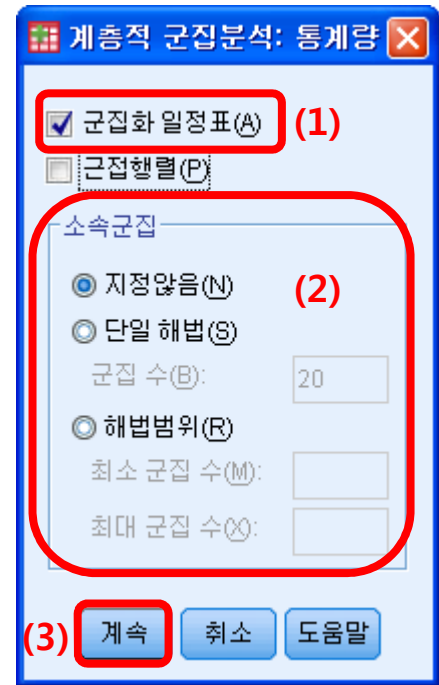 계층적 군집분석: 통계량
군집화 일정표(A) (1)
근접행렬(P)
소속군집
지정않음(N) (2)
단일 해법(S)
군집 수(B): 20
해법범위(R)
최소 군집 수(M):
최대 군집 수(X):
(3) 계속 취소 도움말